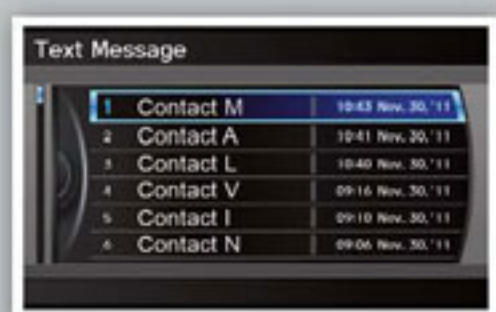 Text Message
1 Contact M 10:43 Nov. 30, '11
2 Contact A 10:41 Nov. 30, '11
3 Contact L 10:40 Nov. 30, '11
4 Contact V 09:16 Nov. 30, '11
5 Contact I 09:10 Nov. 30, '11
6 Contact N 09:06 Nov. 30, '11